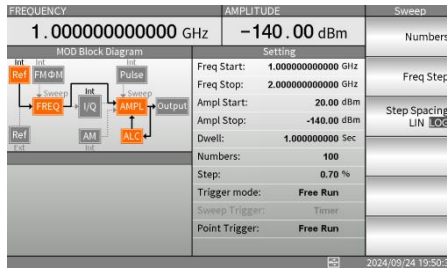 FREQUENCY AMPLITUDE Sweep
1.000000000000 GHz -140.00 dBm
Numbers
MOD Block Diagram Setting
Int Int Int
Ref FMΦM Pulse
Sweep Int Sweep
FREQ I/Q AMPL Output
Ref AM ALC
Ext Int
Freq Start: 1.000000000000 GHz
Freq Stop: 2.000000000000 GHz
Ampl Start: 20.00 dBm
Ampl Stop: -140.00 dBm
Dwell: 1.000000000 Sec
Numbers: 100
Step: 0.70 %
Trigger mode: Free Run
Sweep Trigger: Timer
Point Trigger: Free Run
Freq Step
Step Spacing
LIN LOG
2024/09/24 19:50:3